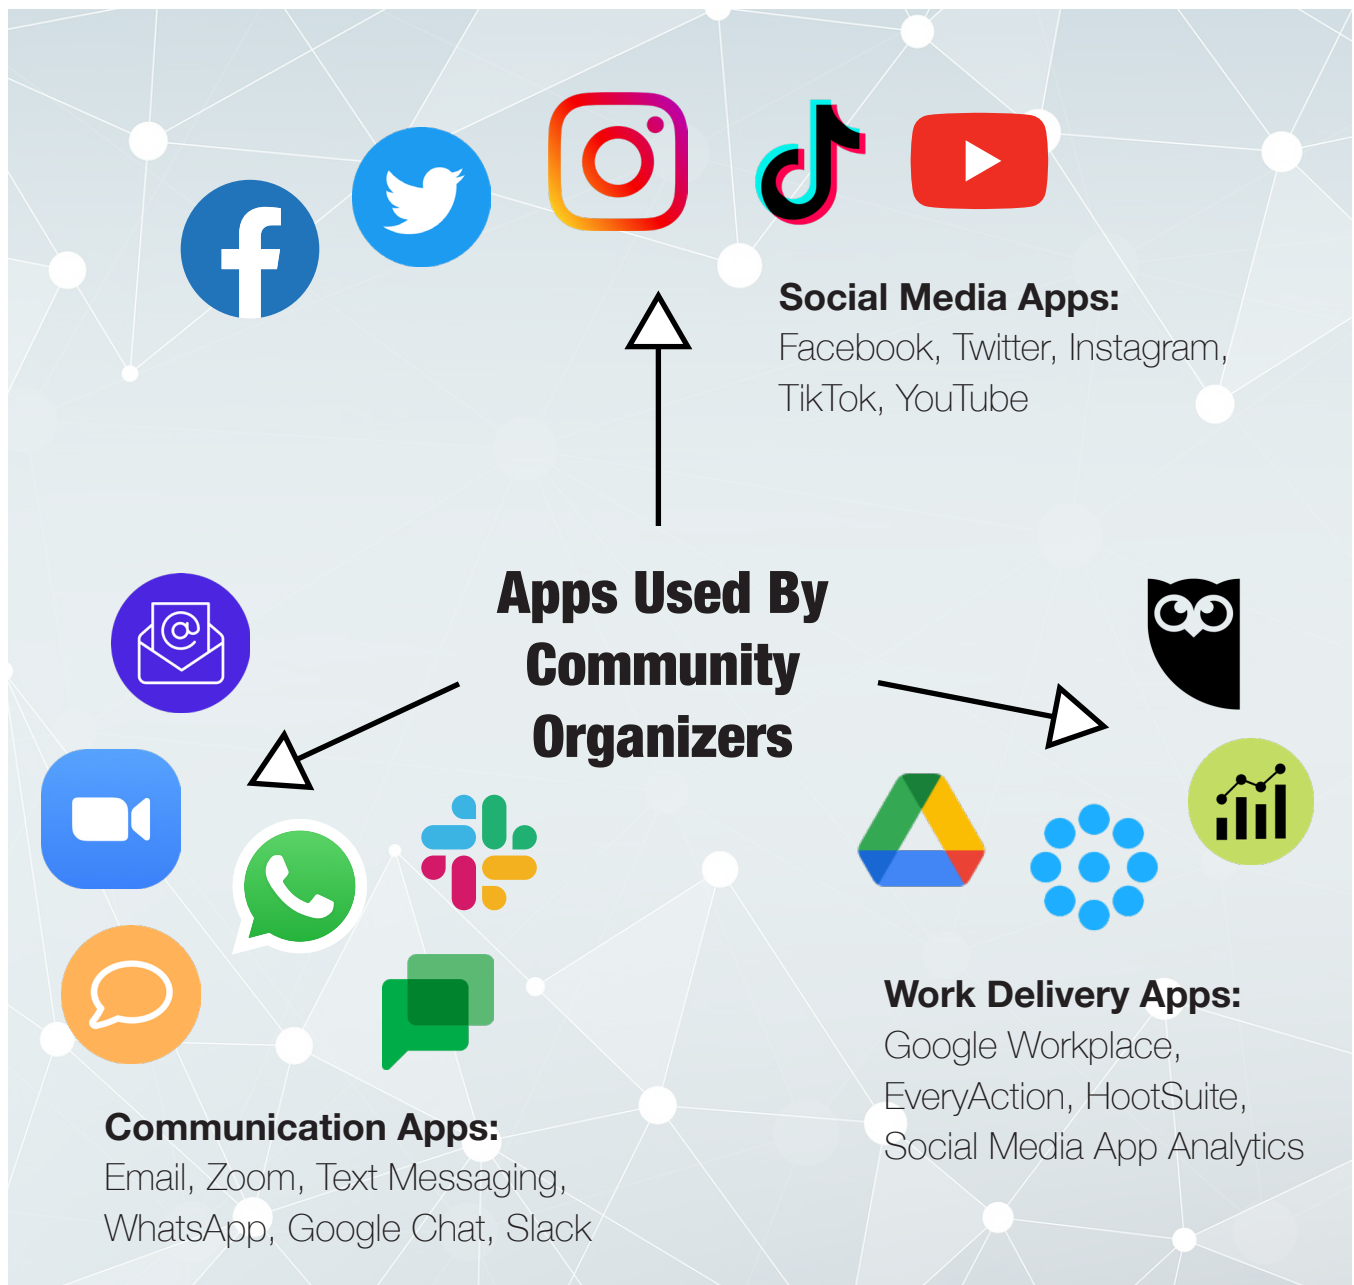 Social Media Apps:
Facebook, Twitter, Instagram,
TikTok, YouTube
Apps Used By
Community
Organizers
Work Delivery Apps:
Google Workplace,
EveryAction, HootSuite,
Social Media App Analytics
Communication Apps:
Email, Zoom, Text Messaging,
WhatsApp, Google Chat, Slack